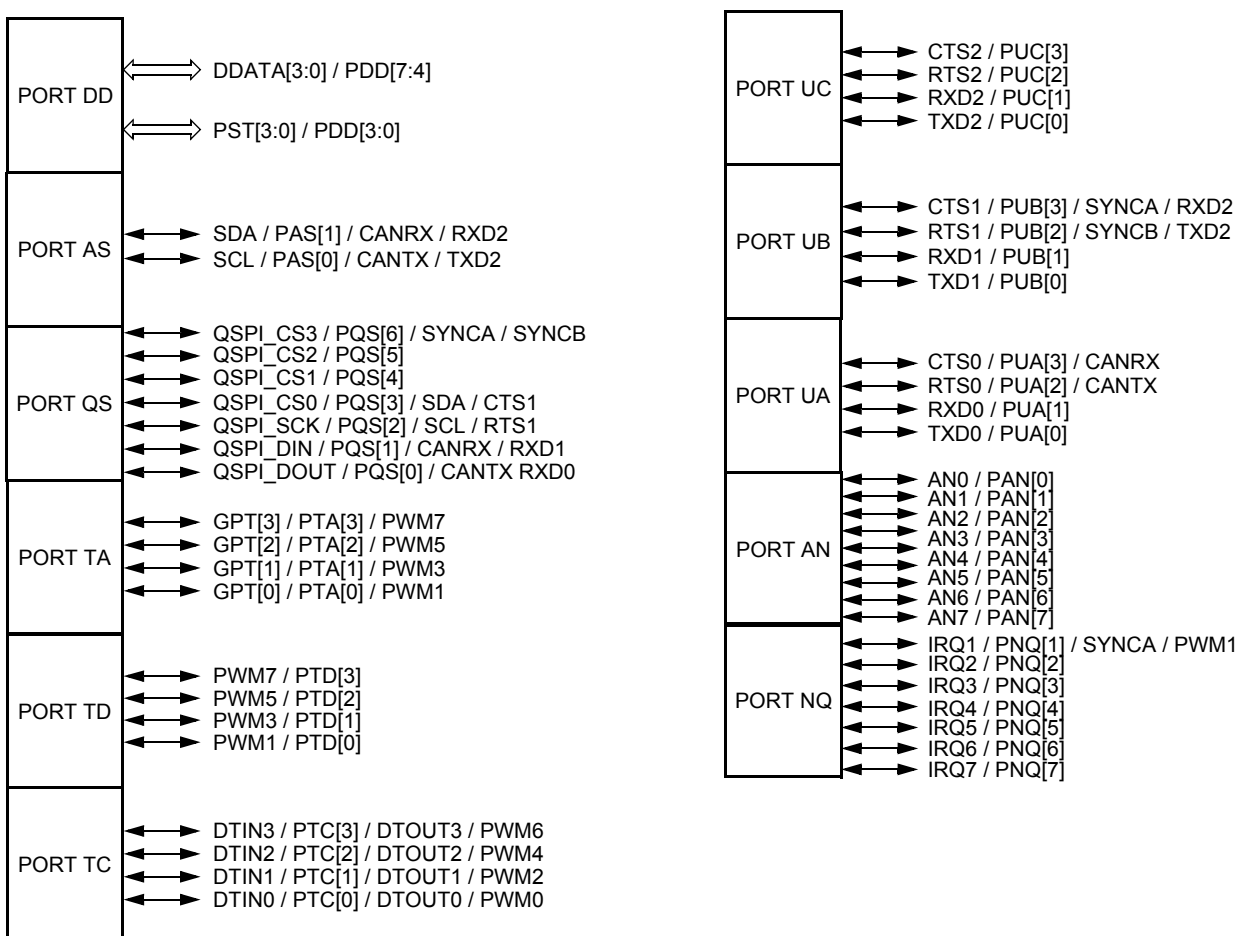 PORT DD
DDATA[3:0] / PDD[7:4]
PST[3:0] / PDD[3:0]
PORT AS
SDA / PAS[1] / CANRX / RXD2
SCL / PAS[0] / CANTX / TXD2
PORT QS
QSPI_CS3 / PQS[6] / SYNCA / SYNCB
QSPI_CS2 / PQS[5]
QSPI_CS1 / PQS[4]
QSPI_CS0 / PQS[3] / SDA / CTS1
QSPI_SCK / PQS[2] / SCL / RTS1
QSPI_DIN / PQS[1] / CANRX / RXD1
QSPI_DOUT / PQS[0] / CANTX RXD0
PORT TA
GPT[3] / PTA[3] / PWM7
GPT[2] / PTA[2] / PWM5
GPT[1] / PTA[1] / PWM3
GPT[0] / PTA[0] / PWM1
PORT TD
PWM7 / PTD[3]
PWM5 / PTD[2]
PWM3 / PTD[1]
PWM1 / PTD[0]
PORT TC
DTIN3 / PTC[3] / DTOUT3 / PWM6
DTIN2 / PTC[2] / DTOUT2 / PWM4
DTIN1 / PTC[1] / DTOUT1 / PWM2
DTIN0 / PTC[0] / DTOUT0 / PWM0
PORT UC
CTS2 / PUC[3]
RTS2 / PUC[2]
RXD2 / PUC[1]
TXD2 / PUC[0]
PORT UB
CTS1 / PUB[3] / SYNCA / RXD2
RTS1 / PUB[2] / SYNCB / TXD2
RXD1 / PUB[1]
TXD1 / PUB[0]
PORT UA
CTS0 / PUA[3] / CANRX
RTS0 / PUA[2] / CANTX
RXD0 / PUA[1]
TXD0 / PUA[0]
PORT AN
AN0 / PAN[0]
AN1 / PAN[1]
AN2 / PAN[2]
AN3 / PAN[3]
AN4 / PAN[4]
AN5 / PAN[5]
AN6 / PAN[6]
AN7 / PAN[7]
PORT NQ
IRQ1 / PNQ[1] / SYNCA / PWM1
IRQ2 / PNQ[2]
IRQ3 / PNQ[3]
IRQ4 / PNQ[4]
IRQ5 / PNQ[5]
IRQ6 / PNQ[6]
IRQ7 / PNQ[7]